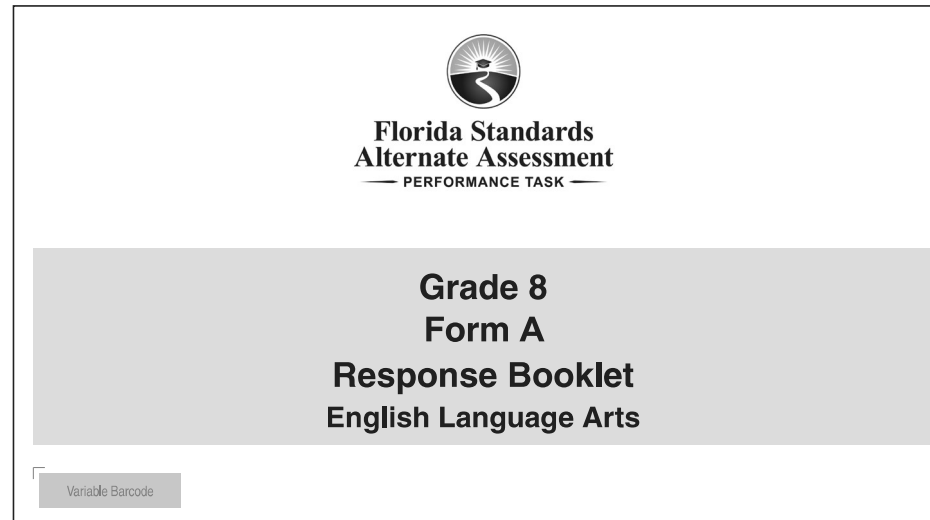 Florida Standards
Alternate Assessment
PERFORMANCE TASK
Grade 8
Form A
Response Booklet
English Language Arts
Variable Barcode